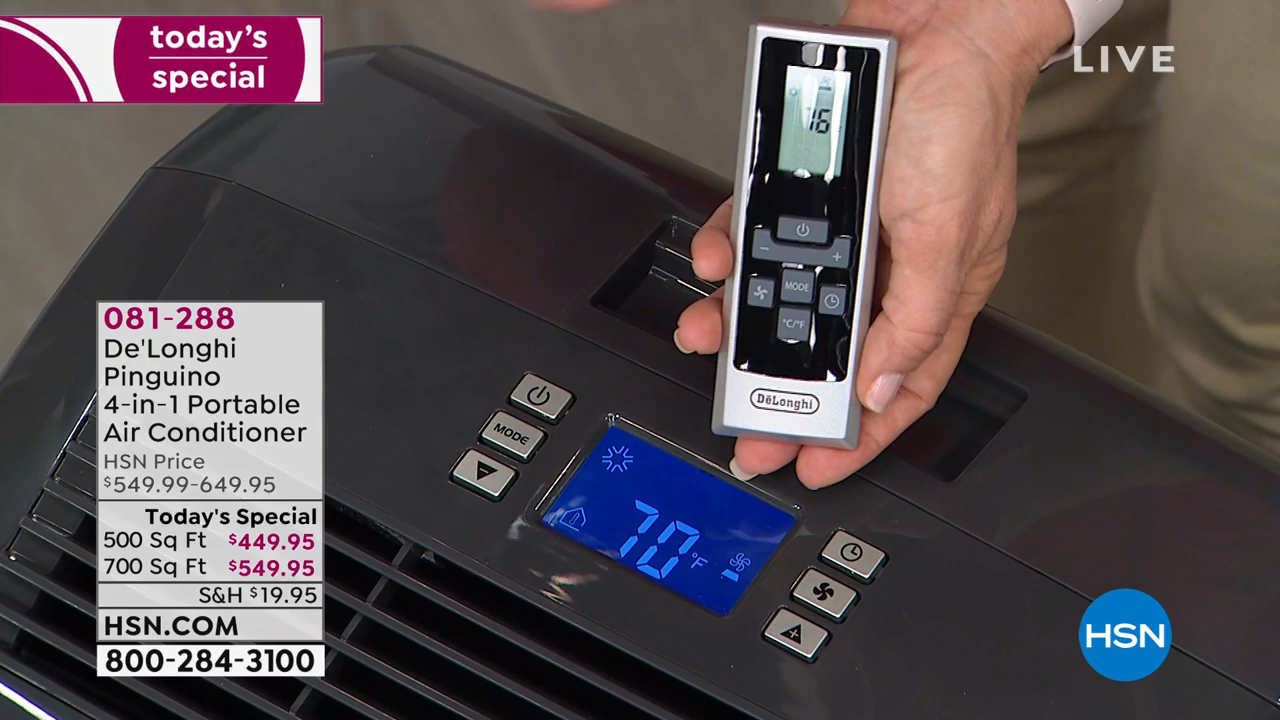 today's
special
LIVE
16
MODE
°C/°F
DēLonghi
MODE
70°F
081-288
De'Longhi
Pinguino
4-in-1 Portable
Air Conditioner
HSN Price
$549.99-649.95
Today's Special
500 Sq Ft $449.95
700 Sq Ft $549.95
S&H $19.95
HSN.COM
800-284-3100
HSN